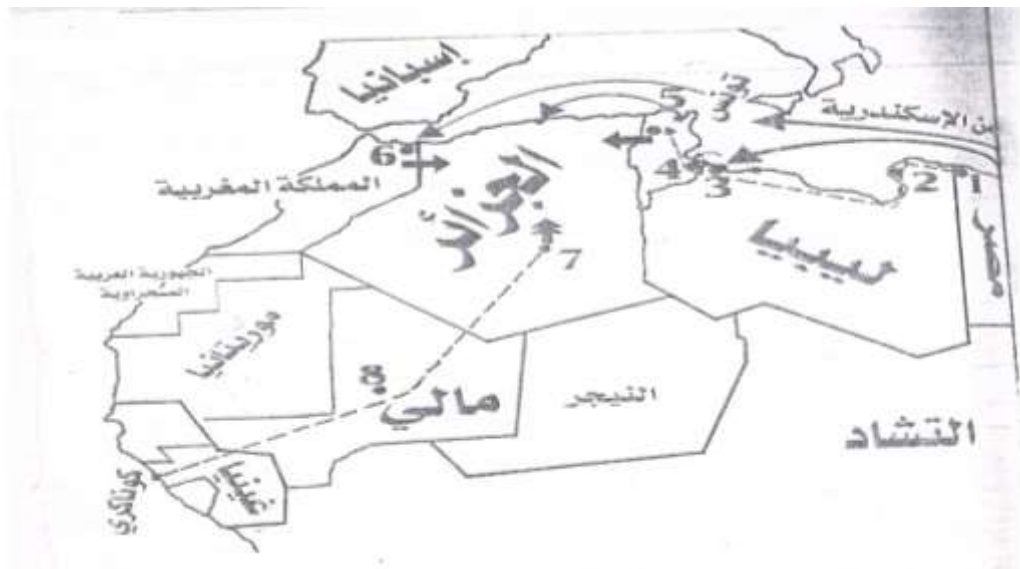 إسبانيا
تونس
من الإسكندرية
5
6
4
3
2
1
المملكة المغربية
الجزائر
ليبيا
مصر
7
الجمهورية العربية
الصحراوية
موريتانيا
8
مالي
النيجر
التشاد
غينيا
كوناكري